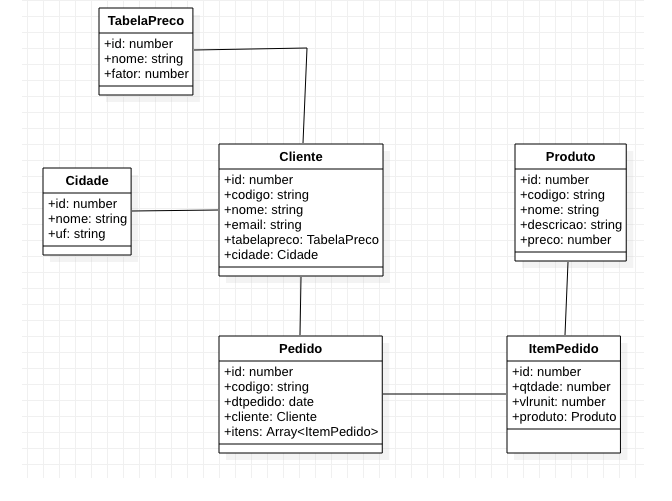 TabelaPreco
+id: number
+nome: string
+fator: number
Cliente
+id: number
+codigo: string
+nome: string
+email: string
+tabelapreco: TabelaPreco
+cidade: Cidade
Produto
+id: number
+codigo: string
+nome: string
+descricao: string
+preco: number
Cidade
+id: number
+nome: string
+uf: string
Pedido
+id: number
+codigo: string
+dtpedido: date
+cliente: Cliente
+itens: Array<ItemPedido>
ItemPedido
+id: number
+qtdade: number
+vlrunit: number
+produto: Produto